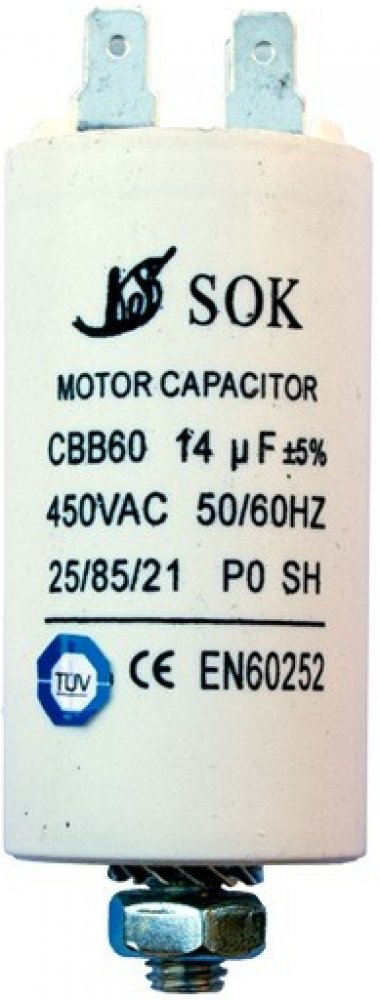 SOK
MOTOR CAPACITOR
CBB60 14 µF ±5%
450VAC 50/60HZ
25/85/21 P0 SH
TÜV CE EN60252